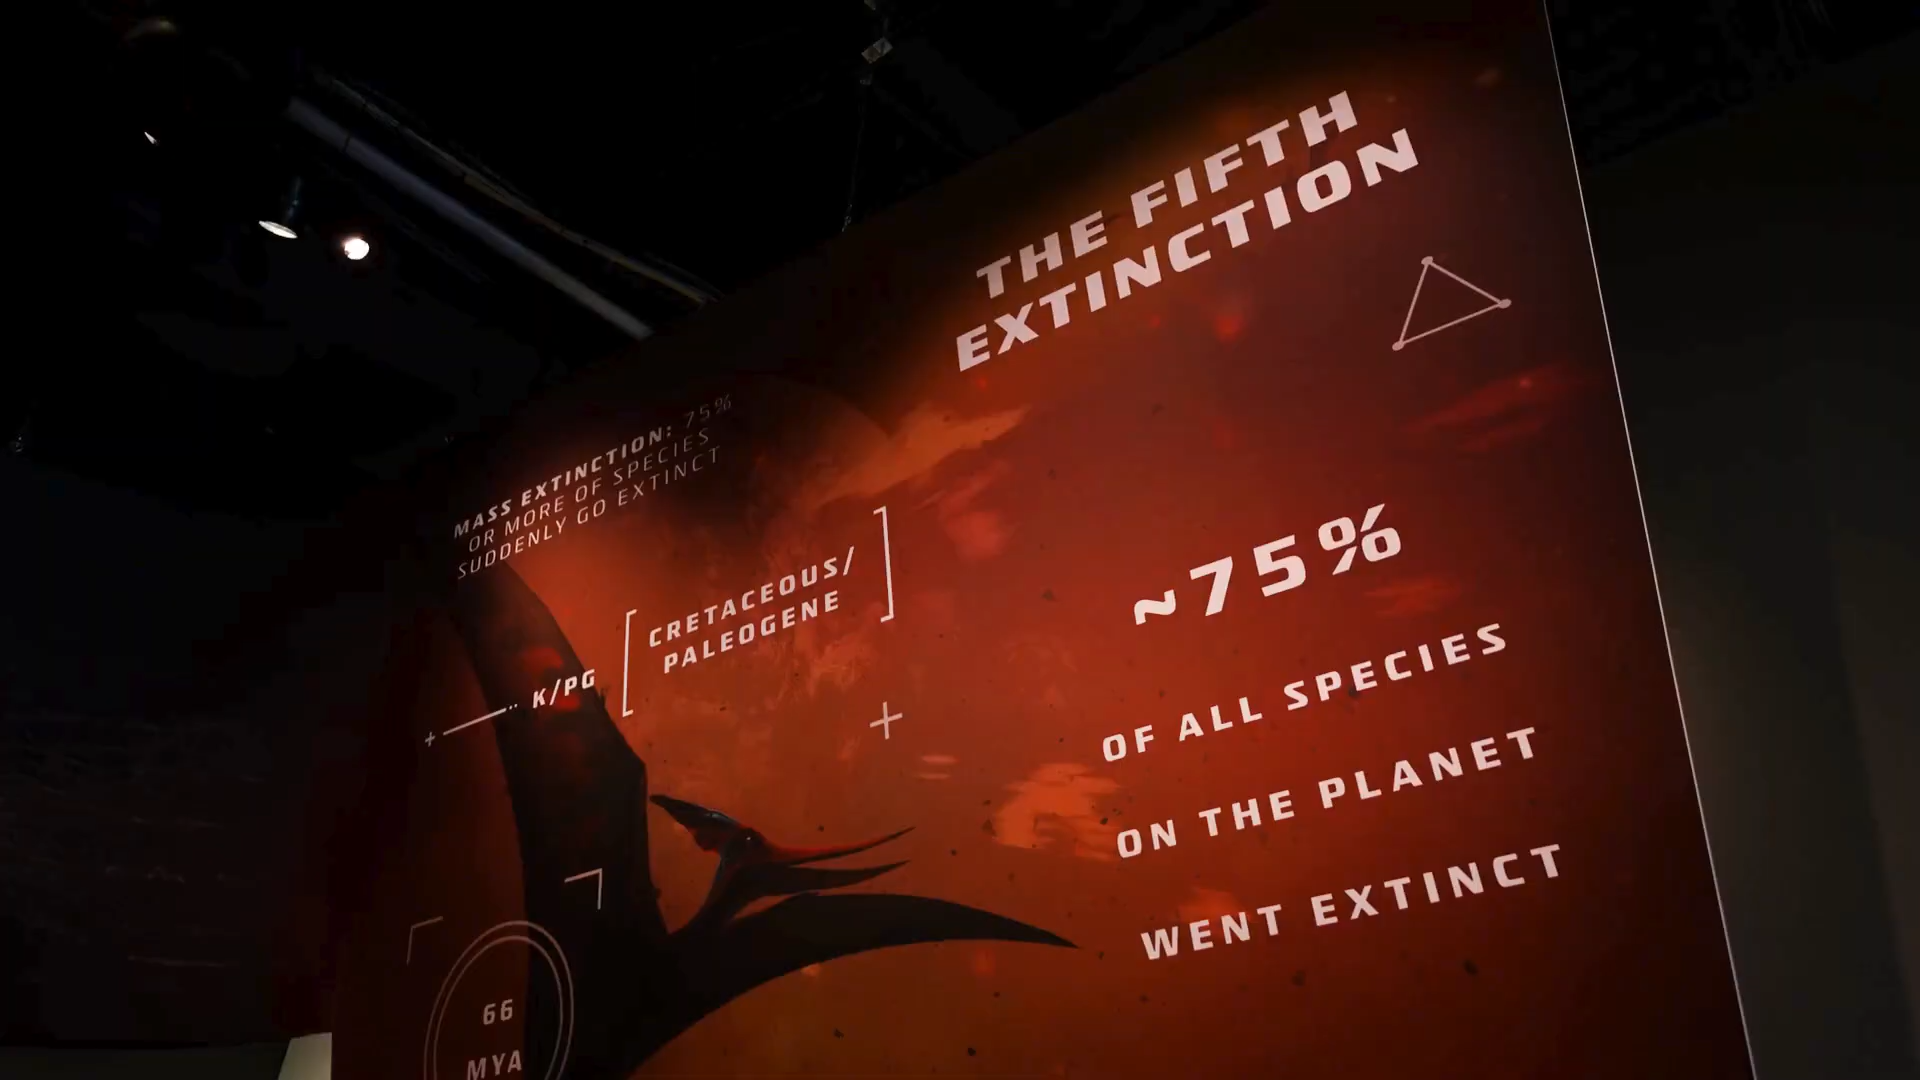 THE FIFTH
EXTINCTION
MASS EXTINCTION: 75%
OR MORE OF SPECIES
SUDDENLY GO EXTINCT
K/PG
CRETACEOUS/
PALEOGENE
~75%
OF ALL SPECIES
ON THE PLANET
WENT EXTINCT
66
MYA